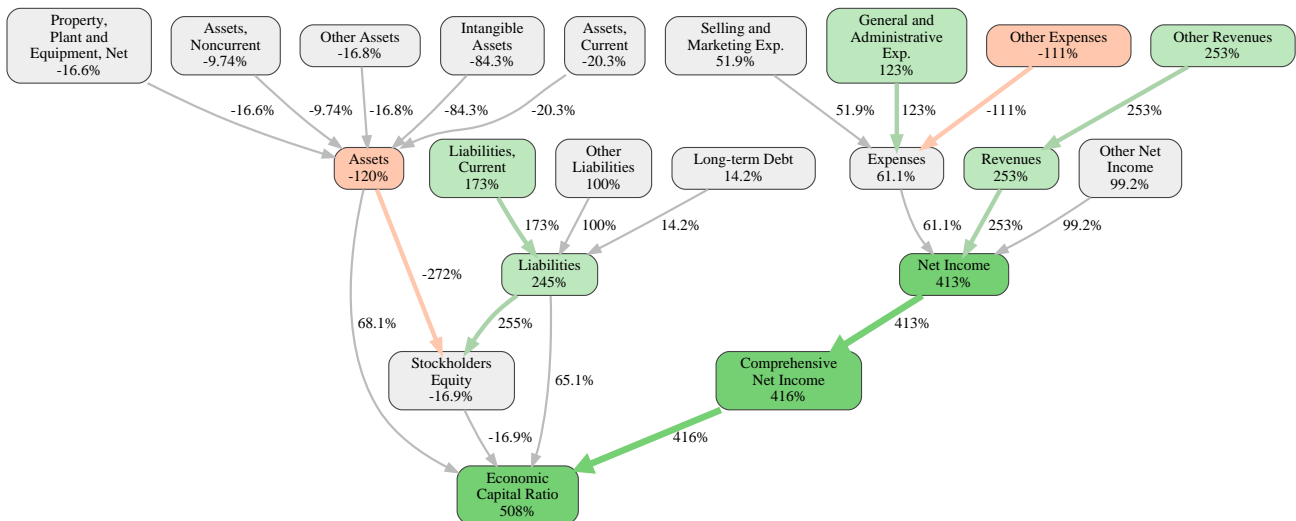 Property,
Plant and
Equipment, Net
-16.6%
Assets,
Noncurrent
-9.74%
Other Assets
-16.8%
Intangible
Assets
-84.3%
Assets,
Current
-20.3%
Selling and
Marketing Exp.
51.9%
General and
Administrative
Exp.
123%
Other Expenses
-111%
Other Revenues
253%
-16.6%
-9.74%
-16.8%
-84.3%
-20.3%
51.9%
123%
-111%
253%
Assets
-120%
Liabilities,
Current
173%
Other
Liabilities
100%
Long-term Debt
14.2%
Expenses
61.1%
Revenues
253%
Other Net
Income
99.2%
173%
100%
14.2%
61.1%
253%
99.2%
-272%
Liabilities
245%
Net Income
413%
68.1%
255%
413%
Stockholders
Equity
-16.9%
65.1%
Comprehensive
Net Income
416%
-16.9%
416%
Economic
Capital Ratio
508%